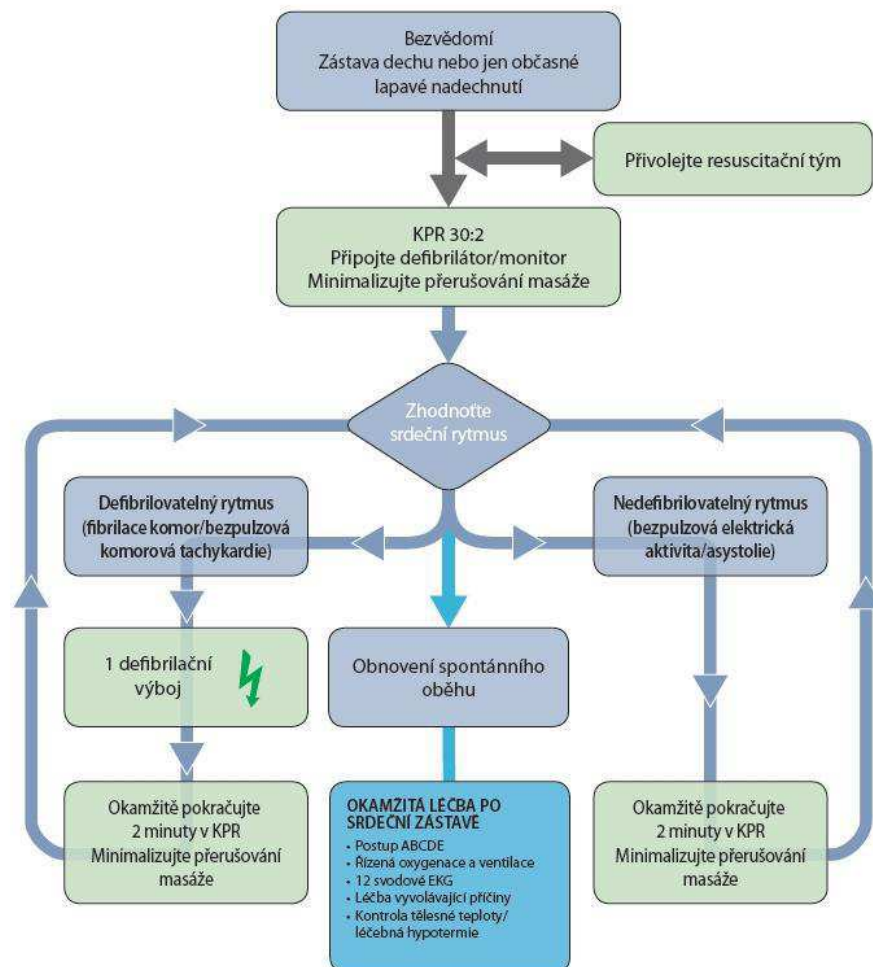 Bezvědomí
Zástava dechu nebo jen občasné
lapavé nadechnutí
Přivolejte resuscitační tým
KPR 30:2
Připojte defibrilátor/monitor
Minimalizujte přerušování masáže
Zhodnoťte
srdeční rytmus
Defibrilovatelný rytmus
(fibrilace komor/bezpulzová
komorová tachykardie)
Nedefibrilovatelný rytmus
(bezpulzová elektrická
aktivita/asystolie)
1 defibrilační
výboj
Obnovení spontánního
oběhu
Okamžitě pokračujte
2 minuty v KPR
Minimalizujte přerušování
masáže
OKAMŽITÁ LÉČBA PO
SRDEČNÍ ZÁSTAVĚ
• Postup ABCDE
• Řízená oxygenace a ventilace
• 12 svodové EKG
• Léčba vyvolávající příčiny
• Kontrola tělesné teploty/
léčebná hypotermie
Okamžitě pokračujte
2 minuty v KPR
Minimalizujte přerušování
masáže